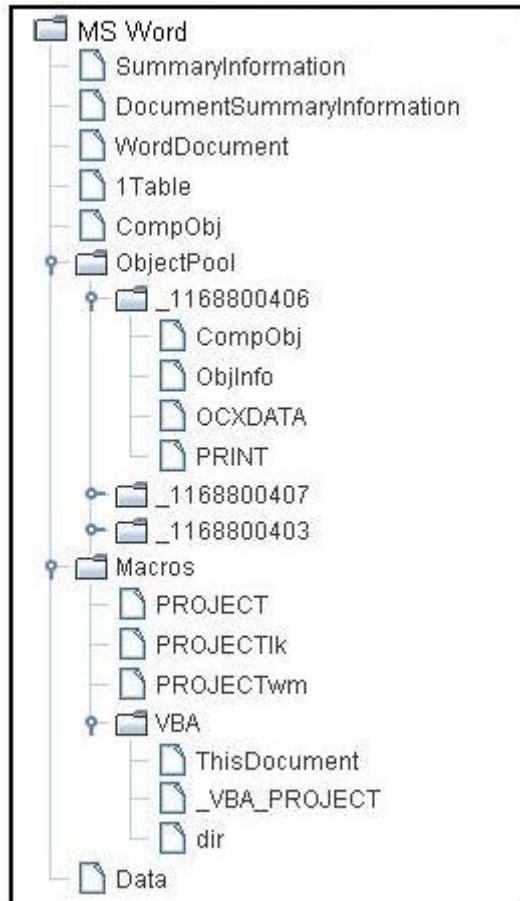 MS Word
SummaryInformation
DocumentSummaryInformation
WordDocument
1Table
CompObj
ObjectPool
_1168800406
CompObj
ObjInfo
OCXDATA
PRINT
_1168800407
_1168800403
Macros
PROJECT
PROJECTlk
PROJECTwm
VBA
ThisDocument
_VBA_PROJECT
dir
Data